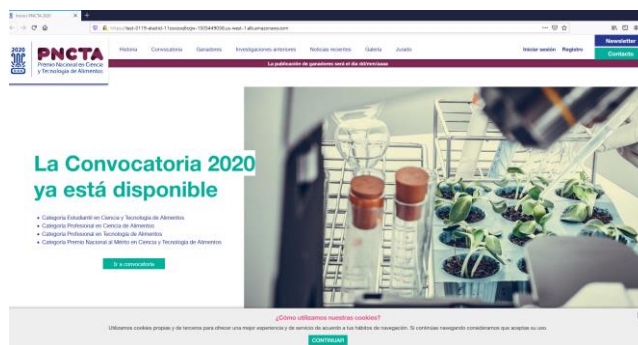 Inicio | PNCTA 2020
2020
PNCTA
Premio Nacional en Ciencia
y Tecnología de Alimentos
Historia Convocatoria Ganadores Investigaciones anteriores Noticias recientes Galería Jurado
Iniciar sesión Registro
Newsletter
Contacto
La publicación de ganadores será el día dd/mm/aaaa
La Convocatoria 2020
ya está disponible
Categoría Estudiantil en Ciencia y Tecnología de Alimentos
Categoría Profesional en Ciencia de Alimentos
Categoría Profesional en Tecnología de Alimentos
Categoría Premio Nacional al Mérito en Ciencia y Tecnología de Alimentos
Ir a convocatoria
¿Cómo utilizamos nuestras cookies?
Utilizamos cookies propias y de terceros para ofrecer una mejor experiencia y de servicio de acuerdo a tus hábitos de navegación. Si continúas navegando consideramos que aceptas su uso.
CONTINUAR